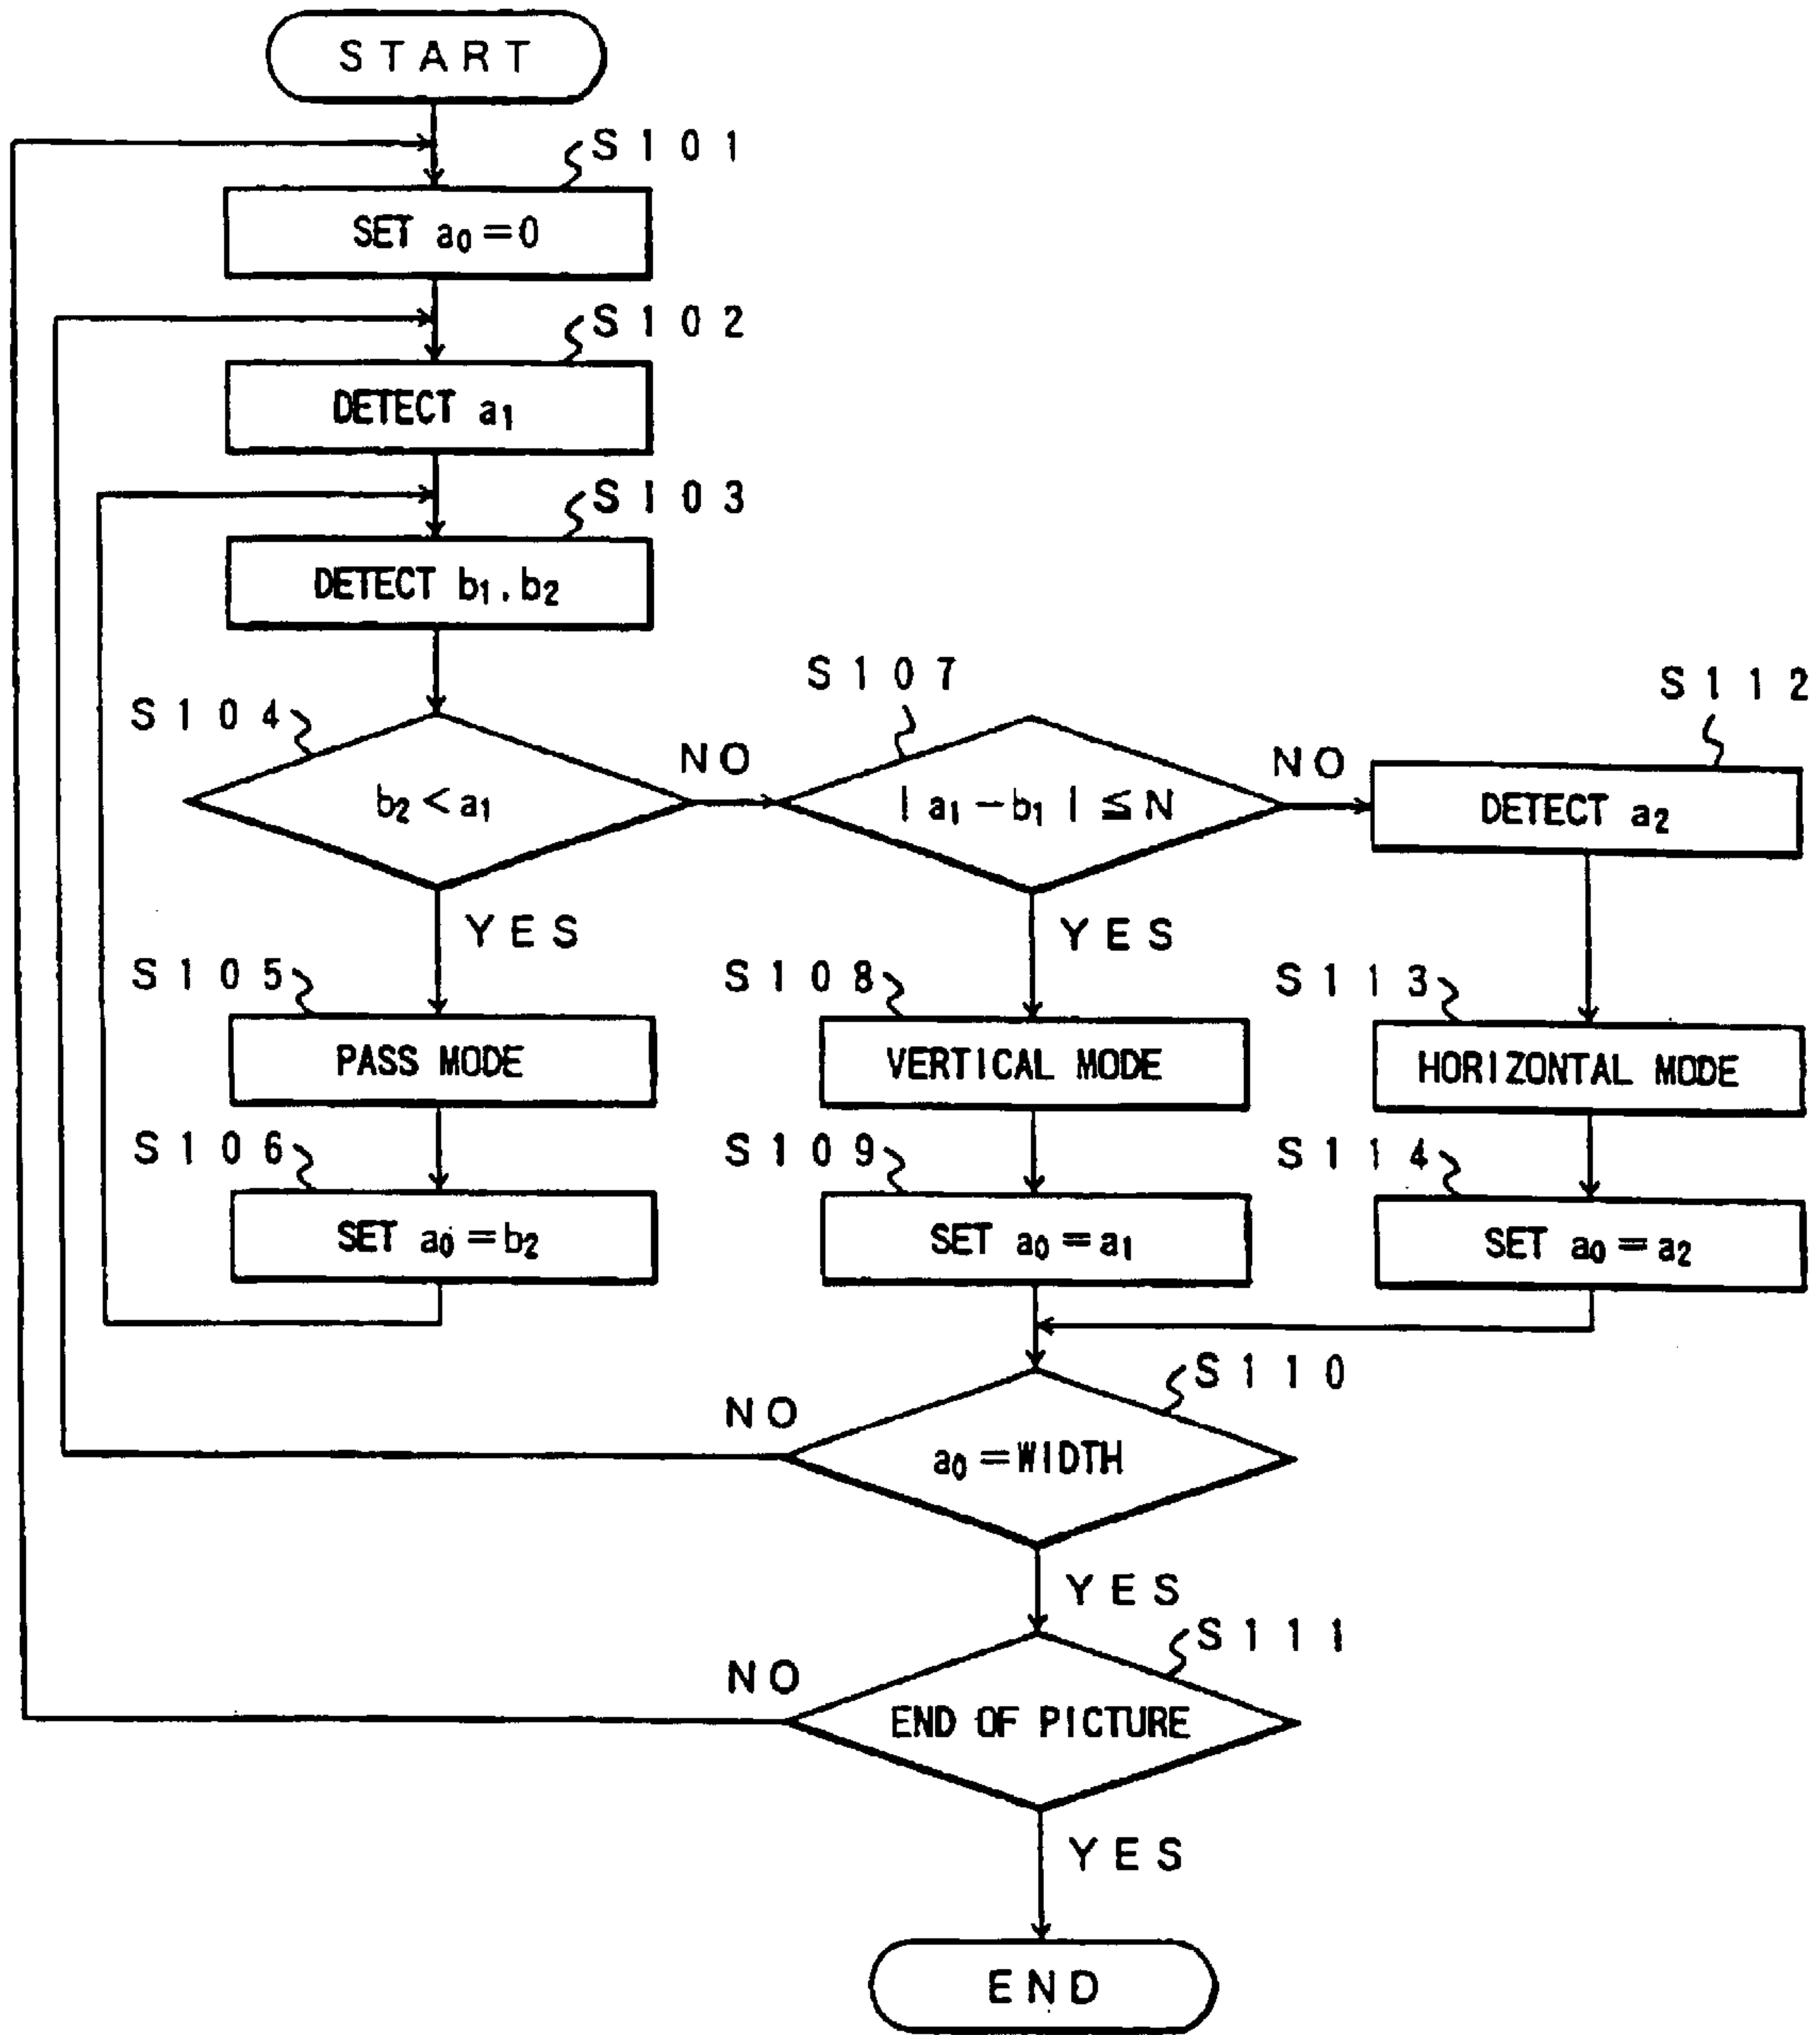 START
S101
SET a₀=0
S102
DETECT a₁
S103
DETECT b₁, b₂
S104
b₂<a₁
NO
YES
S105
PASS MODE
S106
SET a₀=b₂
S107
|a₁-b₁|≦N
NO
YES
S108
VERTICAL MODE
S109
SET a₀=a₁
S112
DETECT a₂
S113
HORIZONTAL MODE
S114
SET a₀=a₂
S110
a₀=WIDTH
NO
YES
S111
END OF PICTURE
NO
YES
END